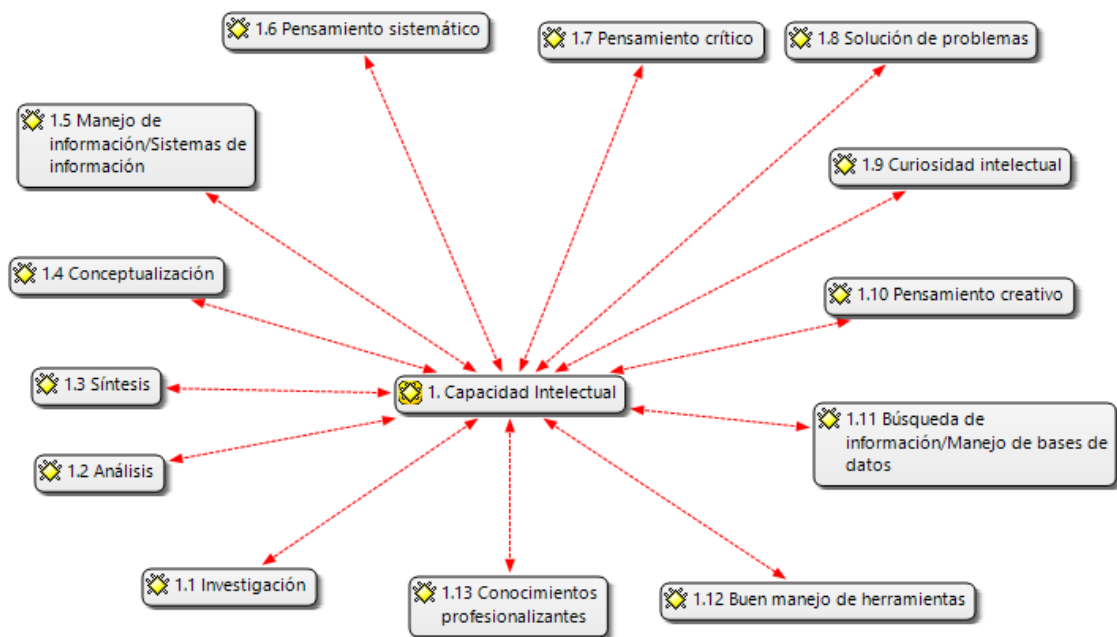 1.6 Pensamiento sistemático
1.7 Pensamiento crítico
1.8 Solución de problemas
1.5 Manejo de
información/Sistemas de
información
1.9 Curiosidad intelectual
1.4 Conceptualización
1.10 Pensamiento creativo
1.3 Síntesis
1. Capacidad Intelectual
1.11 Búsqueda de
información/Manejo de bases de
datos
1.2 Análisis
1.1 Investigación
1.13 Conocimientos
profesionalizantes
1.12 Buen manejo de herramientas